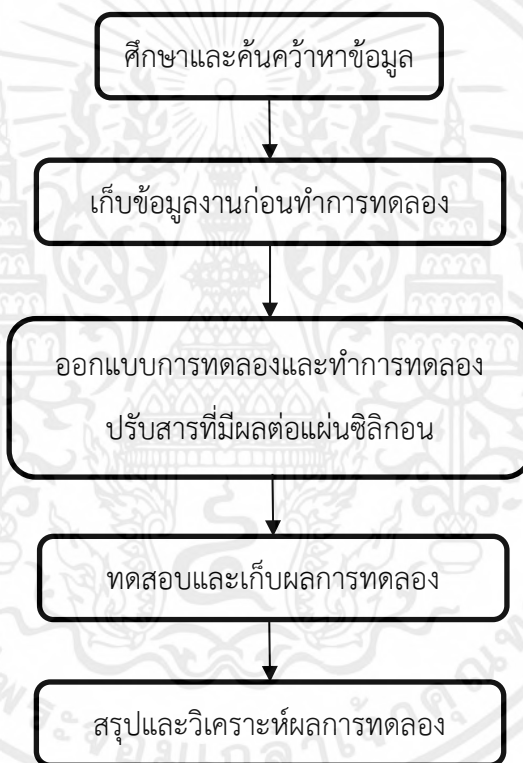 ศึกษาและค้นคว้าหาข้อมูล
เก็บข้อมูลงานก่อนทำการทดลอง
ออกแบบการทดลองและทำการทดลอง
ปรับสารที่มีผลต่อแผ่นซิลิกอน
ทดสอบและเก็บผลการทดลอง
สรุปและวิเคราะห์ผลการทดลอง